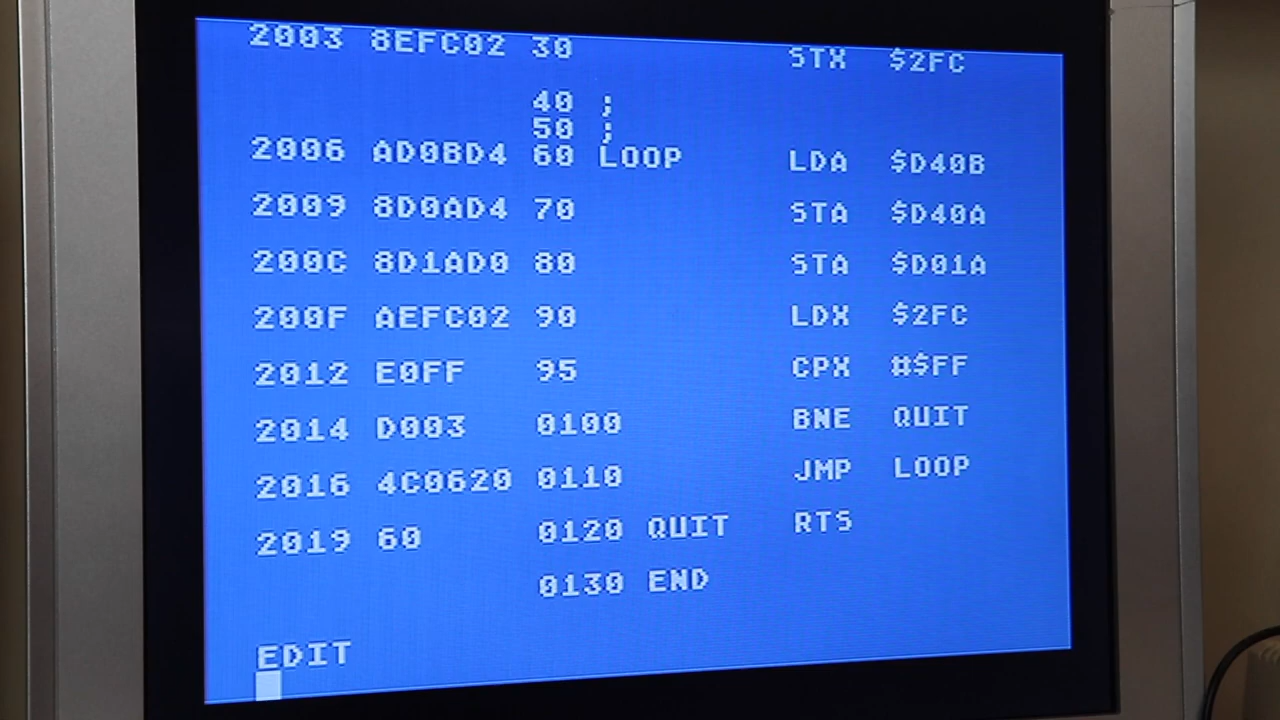 2003 8EFC02 30 STX $2FC
40 ;
50 ;
2006 AD0BD4 60 LOOP LDA $D40B
2009 8D0AD4 70 STA $D40A
200C 8D1AD0 80 STA $D01A
200F AEFC02 90 LDX $2FC
2012 E0FF 95 CPX #$FF
2014 D003 0100 BNE QUIT
2016 4C0620 0110 JMP LOOP
2019 60 0120 QUIT RTS
0130 END
EDIT